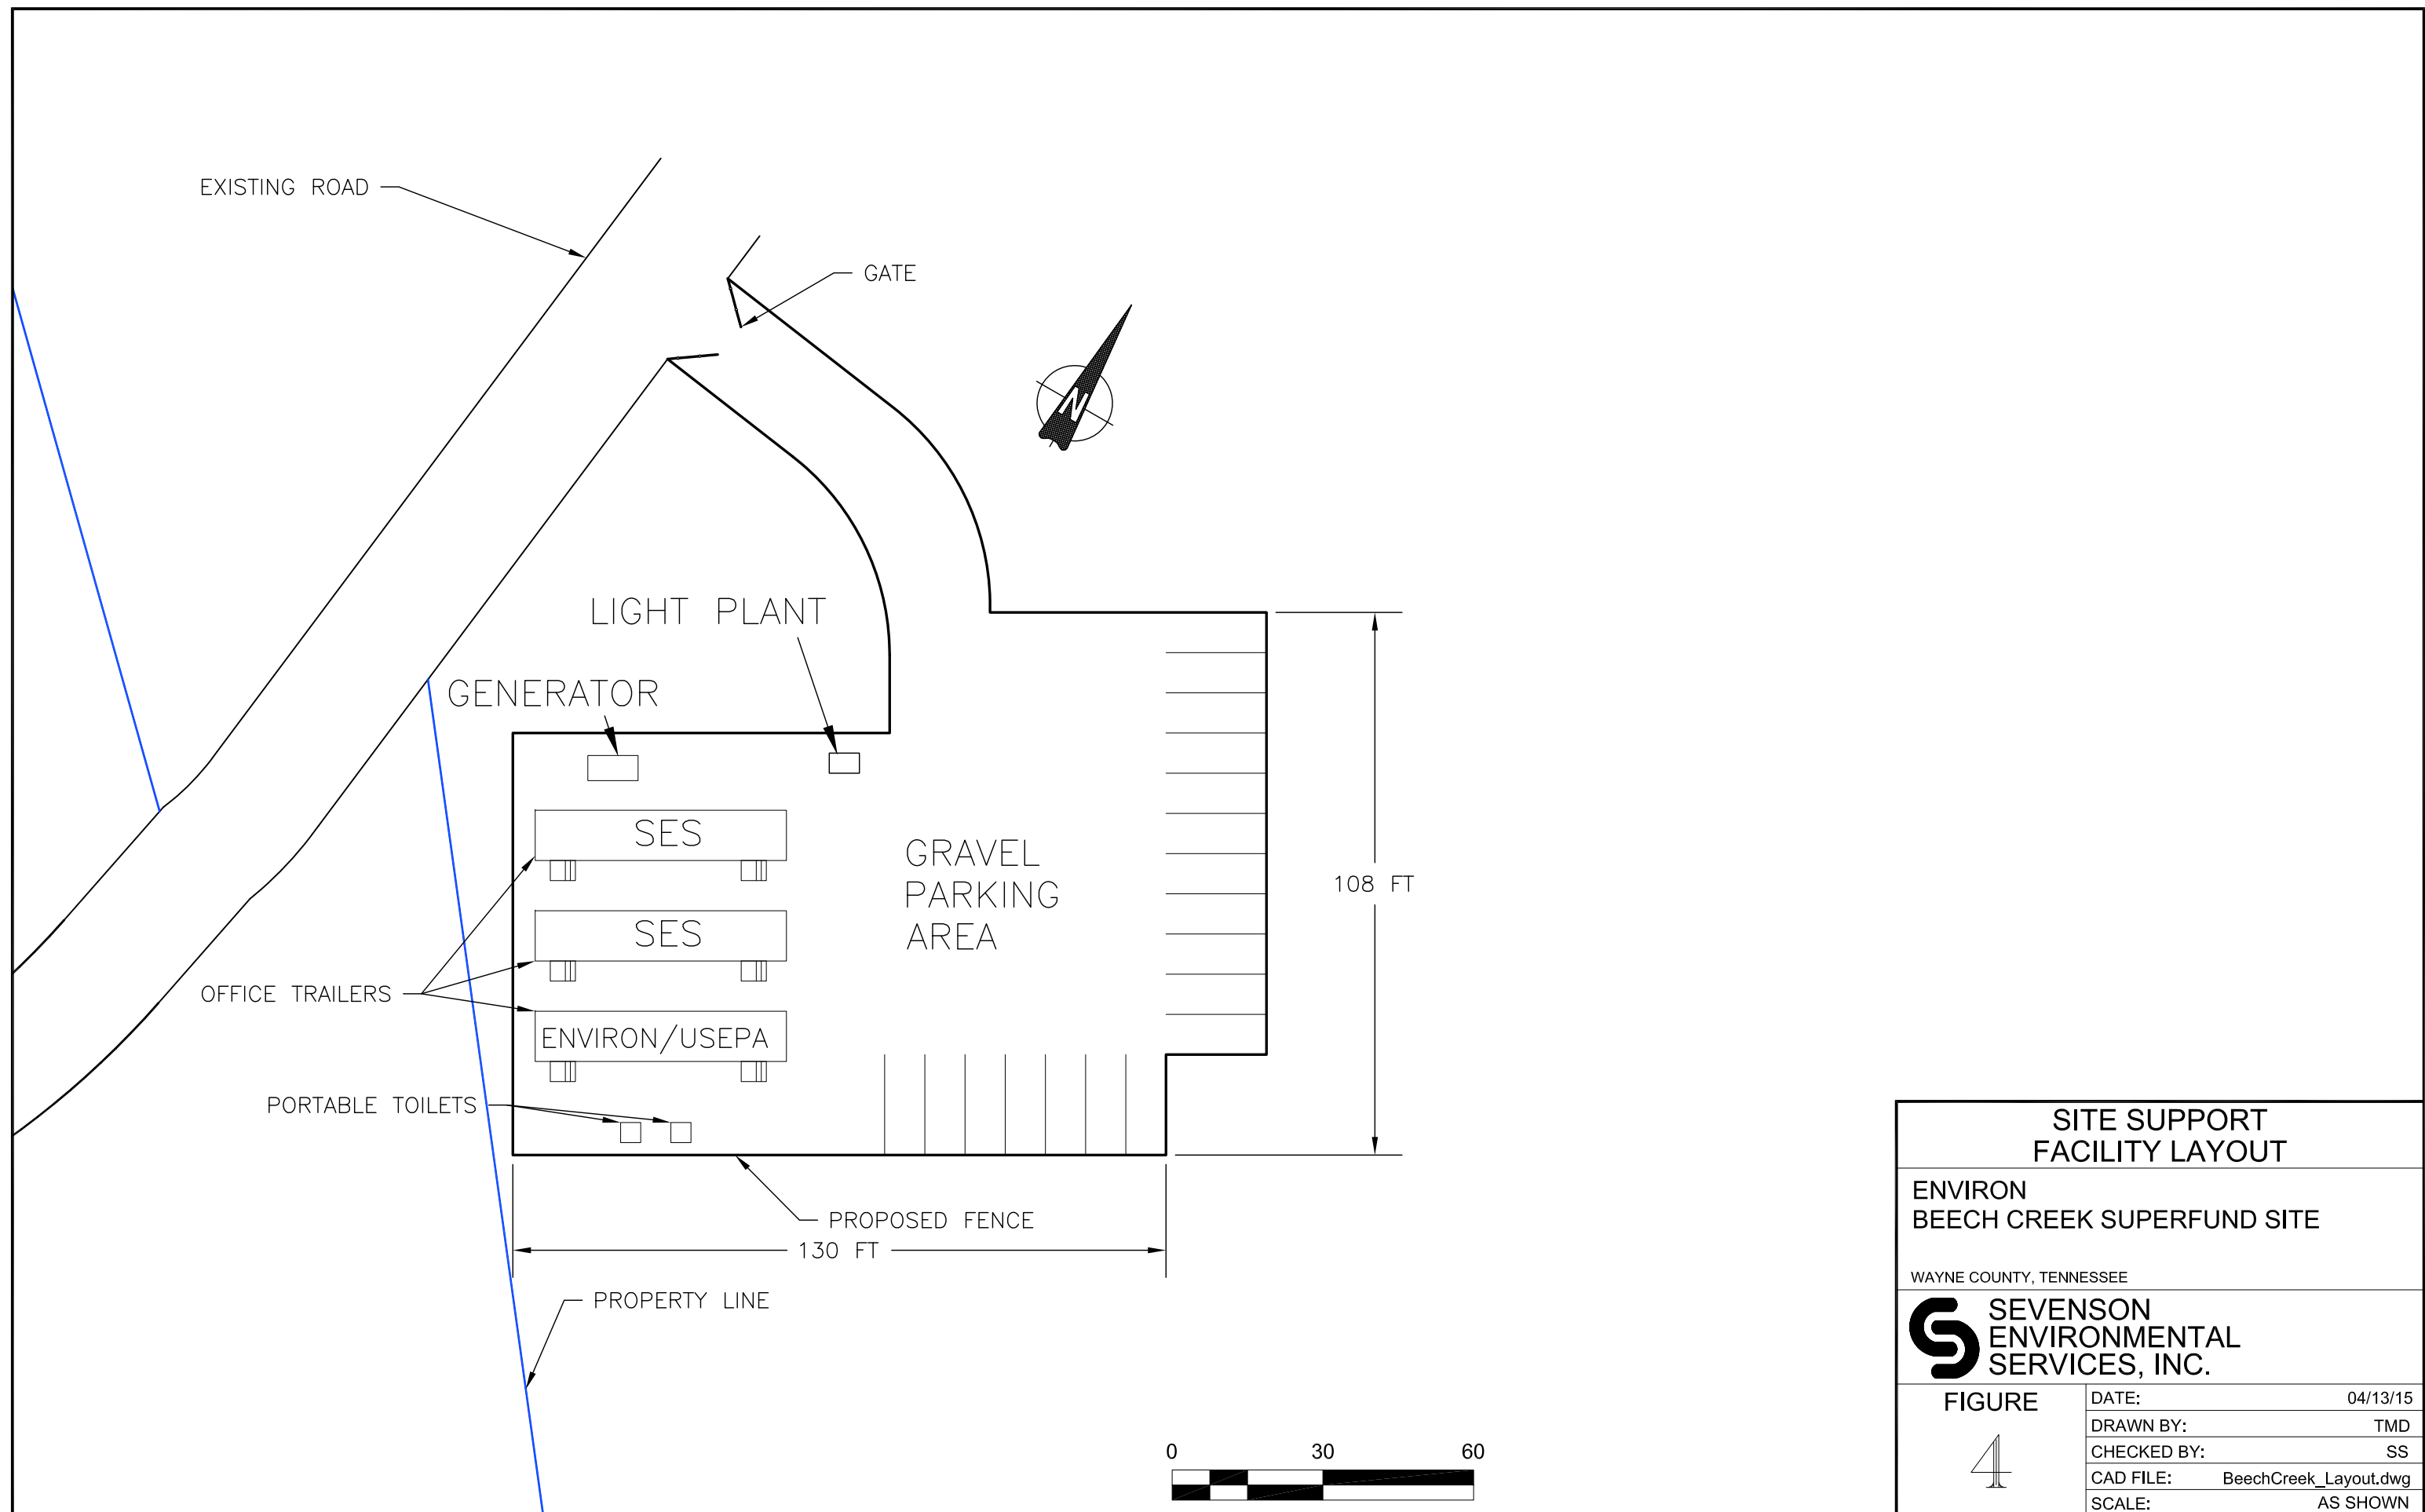 EXISTING ROAD
GATE
N
LIGHT PLANT
GENERATOR
SES
GRAVEL
PARKING
AREA
108 FT
SES
OFFICE TRAILERS
ENVIRON/USEPA
PORTABLE TOILETS
PROPOSED FENCE
130 FT
PROPERTY LINE
0 30 60
SITE SUPPORT
FACILITY LAYOUT
ENVIRON
BEECH CREEK SUPERFUND SITE
WAYNE COUNTY, TENNESSEE
SEVENSON
ENVIRONMENTAL
SERVICES, INC.
FIGURE
4
DATE: 04/13/15
DRAWN BY: TMD
CHECKED BY: SS
CAD FILE: BeechCreek_Layout.dwg
SCALE: AS SHOWN